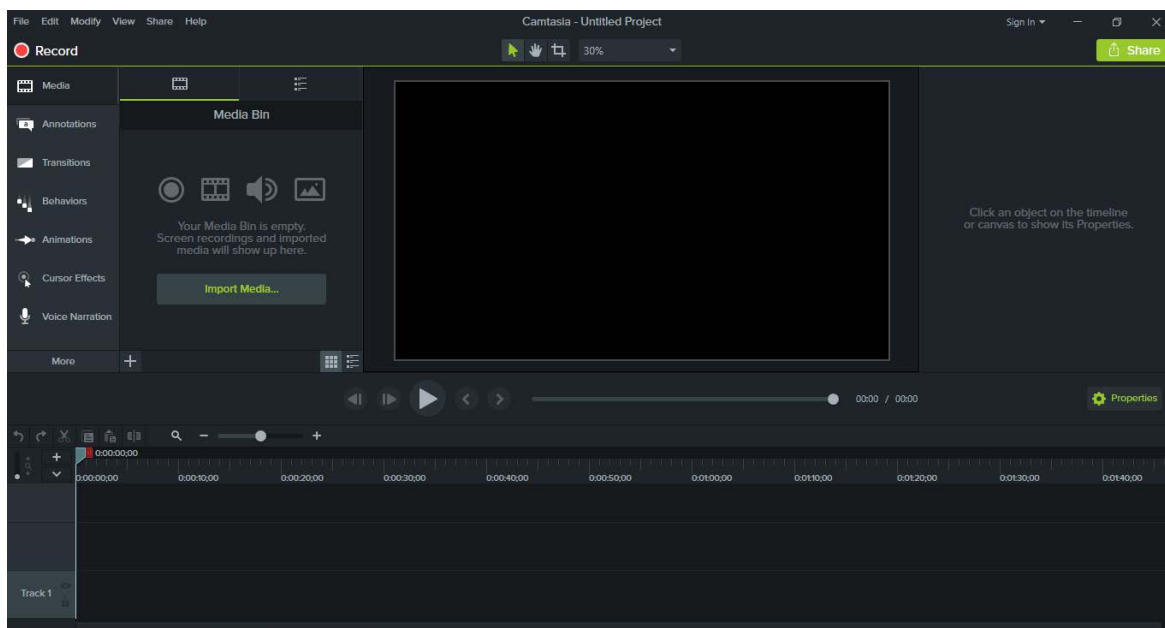 File Edit Modify View Share Help
Camtasia - Untitled Project
Sign In
Record
30%
Share
Media
Annotations
Transitions
Behaviors
Animations
Cursor Effects
Voice Narration
More
Media Bin
Your Media Bin is empty.
Screen recordings and imported
media will show up here.
Import Media...
Click an object on the timeline
or canvas to show its Properties.
00:00 / 00:00
Properties
0:00:00;00
0:00:00;00 0:00:10;00 0:00:20;00 0:00:30;00 0:00:40;00 0:00:50;00 0:01:00;00 0:01:10;00 0:01:20;00 0:01:30;00 0:01:40;00
Track 1